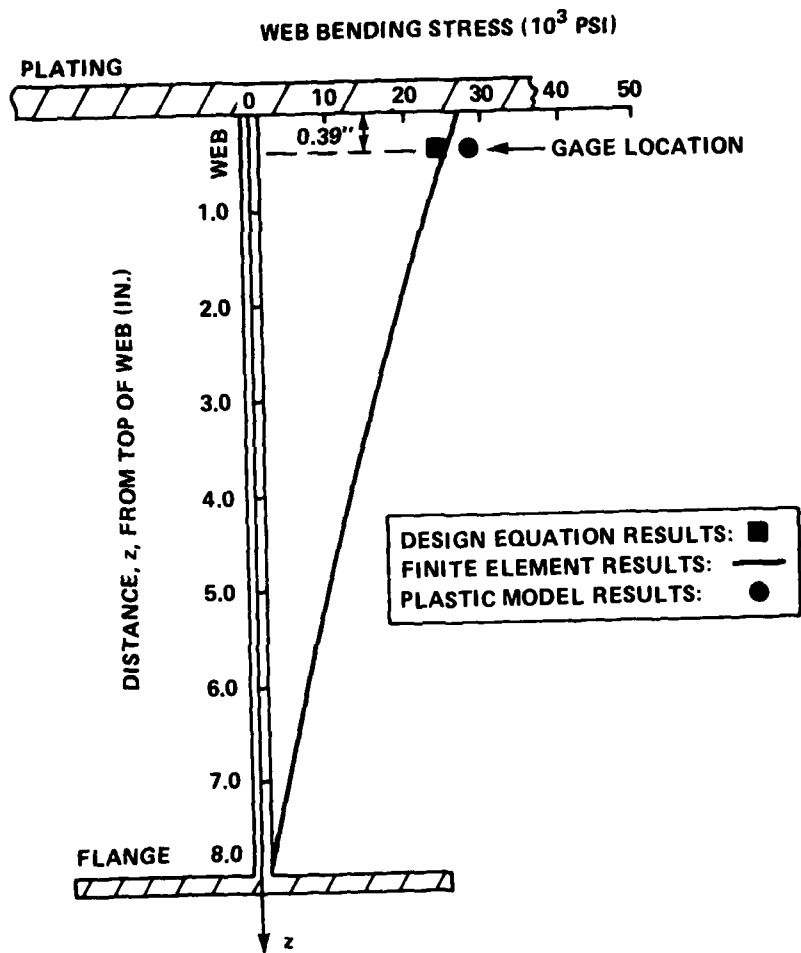 WEB BENDING STRESS (10³ PSI)
PLATING
0 10 20 30 40 50
0.39"
GAGE LOCATION
WEB
1.0
2.0
3.0
4.0
5.0
6.0
7.0
8.0
DISTANCE, z, FROM TOP OF WEB (IN.)
DESIGN EQUATION RESULTS:
FINITE ELEMENT RESULTS:
PLASTIC MODEL RESULTS:
FLANGE
z